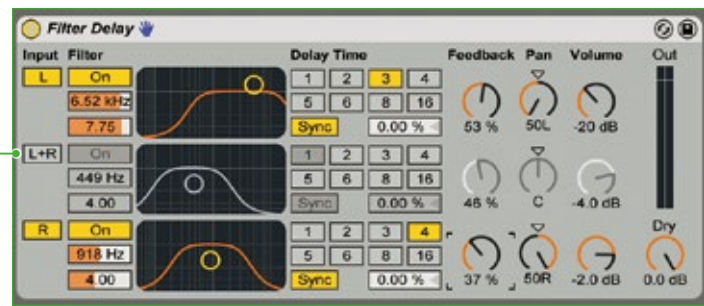 Filter Delay
Input Filter Delay Time Feedback Pan Volume Out
L On 1 2 3 4
6.52 kHz 5 6 8 16
7.75 Sync 0.00 % 53 % 50L -20 dB
L+R On 1 2 3 4
449 Hz 5 6 8 16
4.00 Sync 0.00 % 46 % C -4.0 dB
R On 1 2 3 4 Dry
918 Hz 5 6 8 16
4.00 Sync 0.00 % 37 % 50R -2.0 dB 0.0 dB